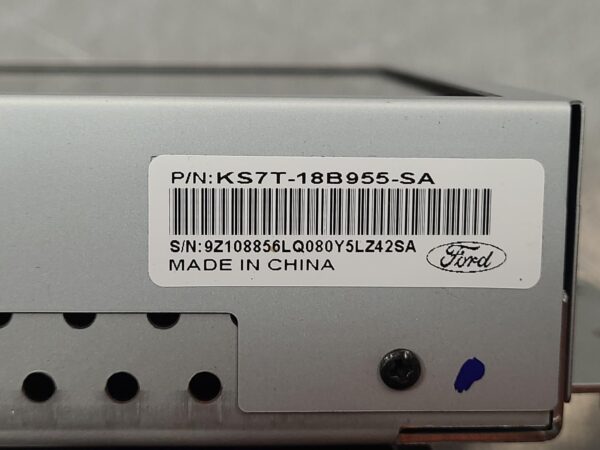 P/N:KS7T-18B955-SA
S/N:9Z108856LQ080Y5LZ42SA
MADE IN CHINA
Ford